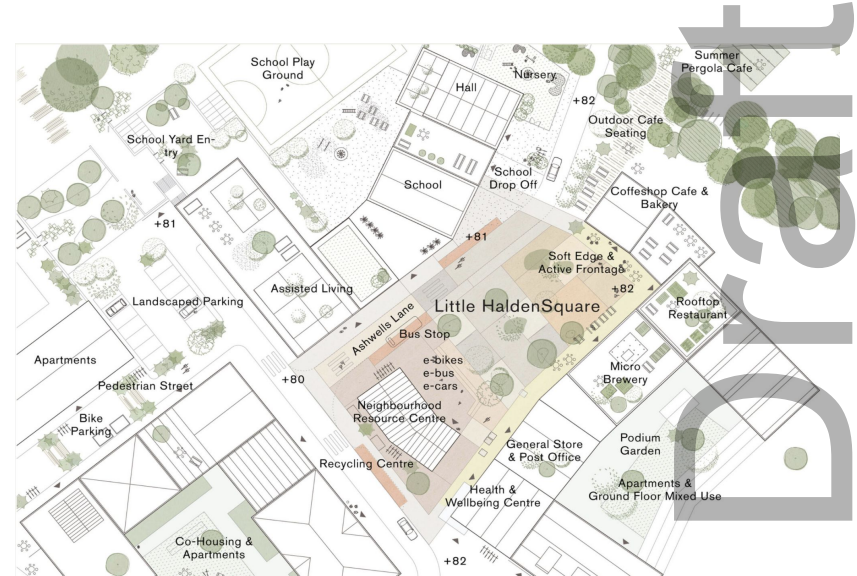 School Play
Ground
Hall
Nursery
Summer
Pergola Cafe
+82
Outdoor Cafe
Seating
School Yard En-
try
School
School
Drop Off
Coffeshop Cafe &
Bakery
+81
+81
Soft Edge &
Active Frontage
+82
Assisted Living
Landscaped Parking
Ashwells Lane
Little HaldenSquare
Rooftop
Restaurant
Bus Stop
Apartments
e-bikes
e-bus
e-cars
Micro
Brewery
+80
Pedestrian Street
Bike
Parking
Neighbourhood
Resource Centre
General Store
& Post Office
Podium
Garden
Recycling Centre
Health &
Wellbeing Centre
Apartments &
Ground Floor Mixed Use
Co-Housing &
Apartments
+82
Draft